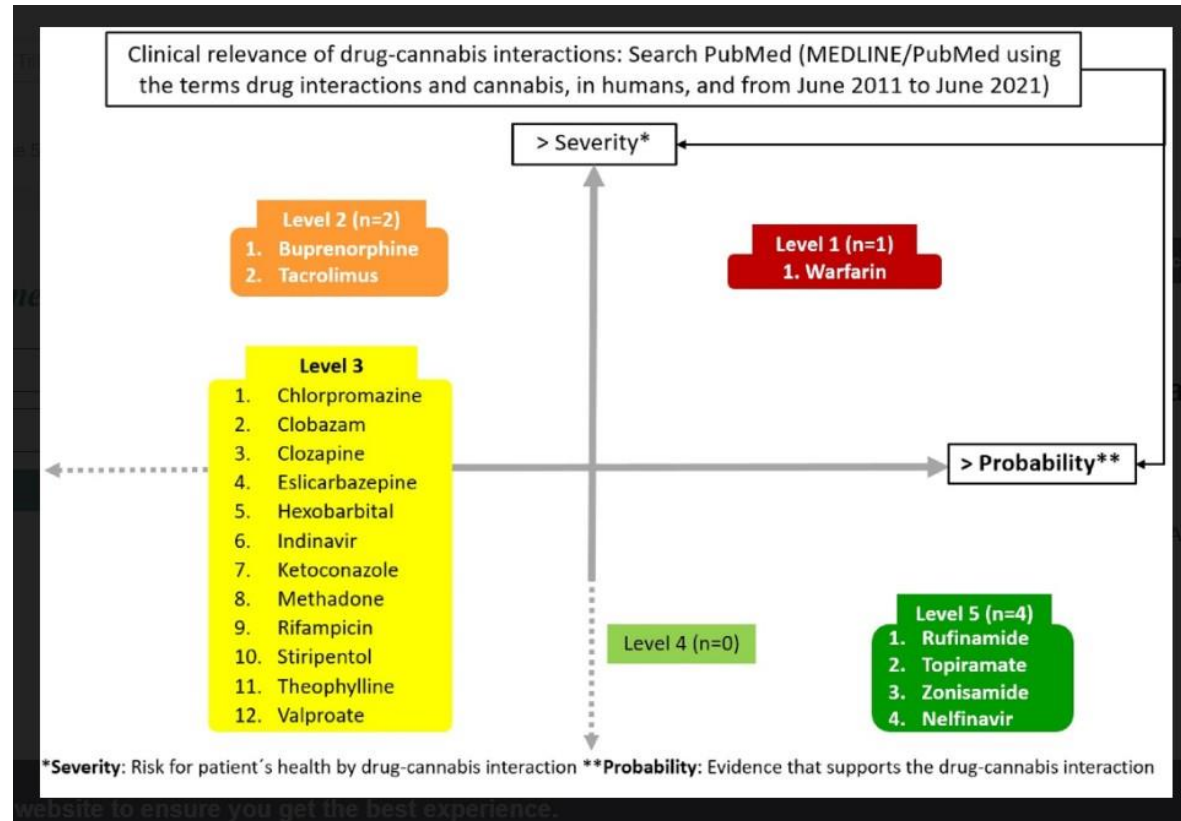 Clinical relevance of drug-cannabis interactions: Search PubMed (MEDLINE/PubMed using
the terms drug interactions and cannabis, in humans, and from June 2011 to June 2021)
> Severity*
Level 2 (n=2)
1. Buprenorphine
2. Tacrolimus
Level 1 (n=1)
1. Warfarin
Level 3
1. Chlorpromazine
2. Clobazam
3. Clozapine
4. Eslicarbazepine
5. Hexobarbital
6. Indinavir
7. Ketoconazole
8. Methadone
9. Rifampicin
10. Stiripentol
11. Theophylline
12. Valproate
> Probability**
Level 4 (n=0)
Level 5 (n=4)
1. Rufinamide
2. Topiramate
3. Zonisamide
4. Nelfinavir
*Severity: Risk for patient´s health by drug-cannabis interaction **Probability: Evidence that supports the drug-cannabis interaction
website to ensure you get the best experience.